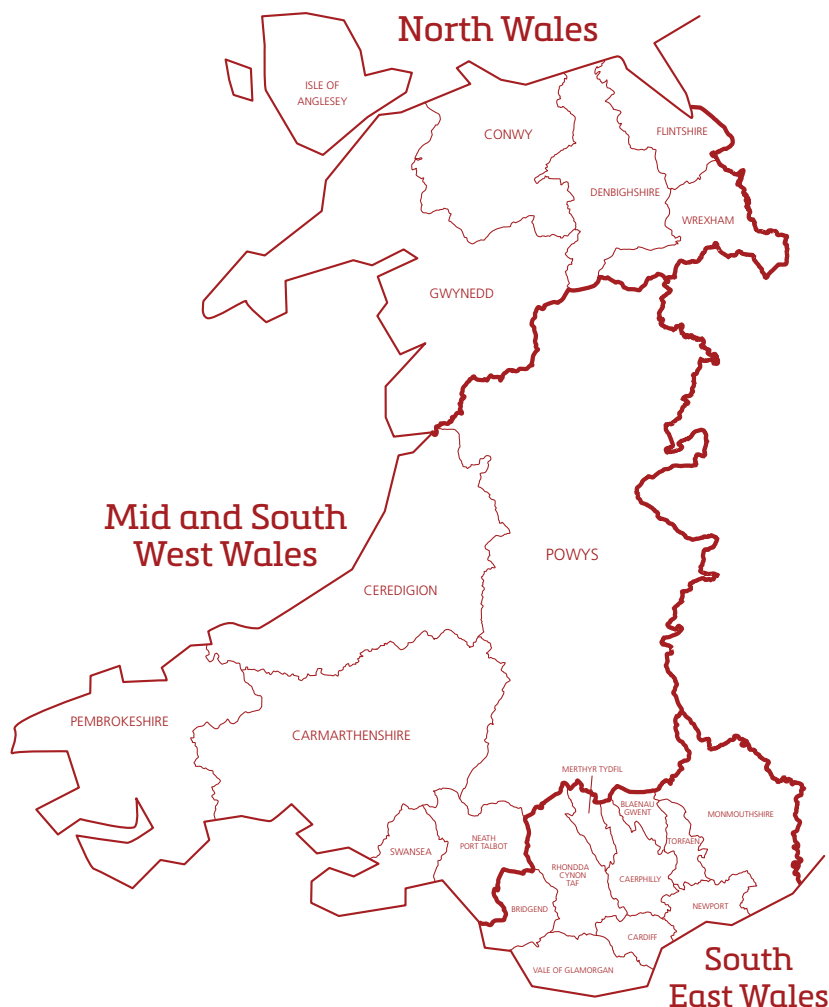 North Wales
ISLE OF
ANGLESEY
CONWY
FLINTSHIRE
DENBIGHSHIRE
WREXHAM
GWYNEDD
Mid and South
West Wales
POWYS
CEREDIGION
PEMBROKESHIRE
CARMARTHENSHIRE
MERTHYR TYDFIL
BLAENAU
GWENT
MONMOUTHSHIRE
TORFAEN
NEATH
PORT TALBOT
SWANSEA
RHONDDA
CYNON
TAF
CAERPHILLY
BRIDGEND
NEWPORT
CARDIFF
VALE OF GLAMORGAN
South
East Wales